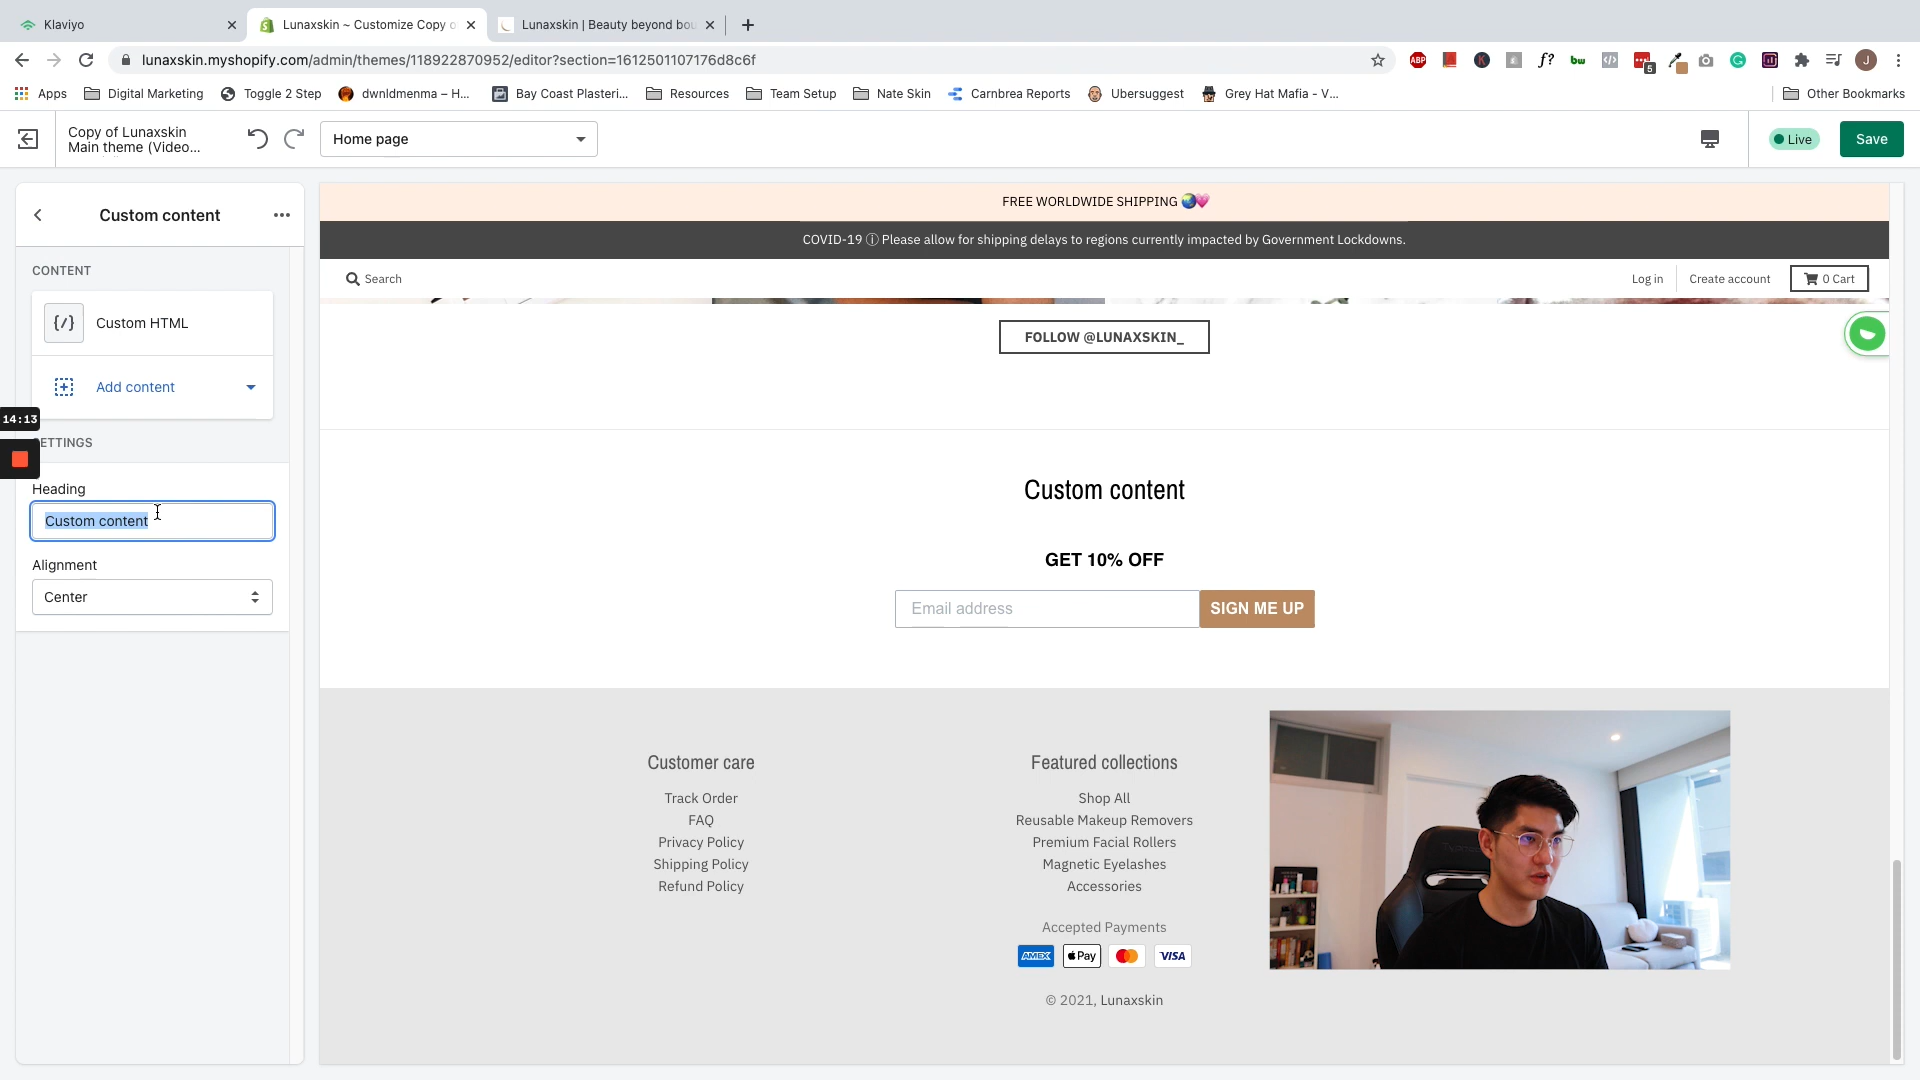 Klaviyo
Lunaxskin ~ Customize Copy o
Lunaxskin | Beauty beyond bou
lunaxskin.myshopify.com/admin/themes/118922870952/editor?section=1612501107176d8c6f
ABP
K
f?
bw
</>
5
J
Apps
Digital Marketing
Toggle 2 Step
dwnldmenma – H...
Bay Coast Plasteri...
Resources
Team Setup
Nate Skin
Carnbrea Reports
Ubersuggest
Grey Hat Mafia - V...
Other Bookmarks
Copy of Lunaxskin
Main theme (Video...
Home page
Live
Save
Custom content
CONTENT
{/} Custom HTML
Add content
14:13
ETTINGS
Heading
Custom content
Alignment
Center
FREE WORLDWIDE SHIPPING 🌏💗
COVID-19 ⓘ Please allow for shipping delays to regions currently impacted by Government Lockdowns.
Search
Log in
Create account
0 Cart
FOLLOW @LUNAXSKIN_
Custom content
GET 10% OFF
Email address
SIGN ME UP
Customer care
Track Order
FAQ
Privacy Policy
Shipping Policy
Refund Policy
Featured collections
Shop All
Reusable Makeup Removers
Premium Facial Rollers
Magnetic Eyelashes
Accessories
Accepted Payments
AMEX
Pay
VISA
© 2021, Lunaxskin